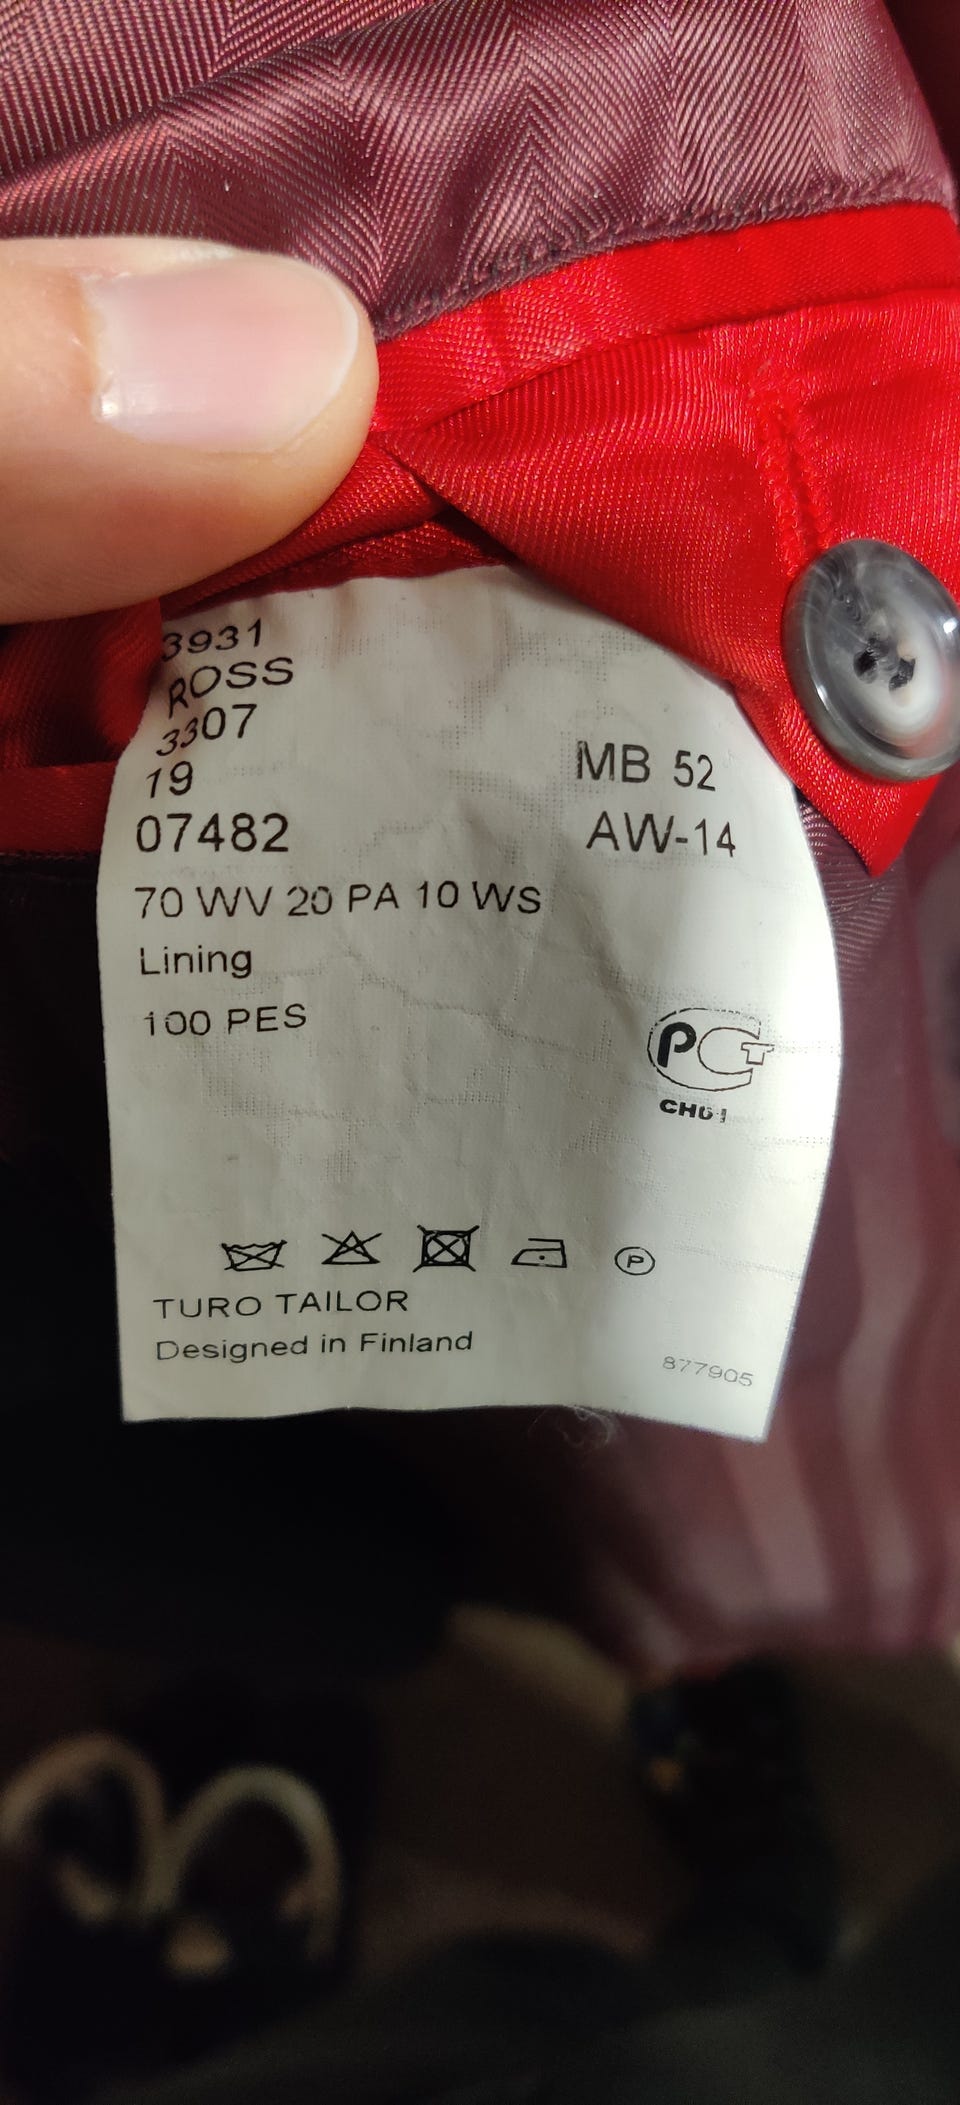 3931
ROSS
3307
19
07482
MB 52
AW-14
70 WV 20 PA 10 WS
Lining
100 PES
РСТ
P
TURO TAILOR
Designed in Finland
877905